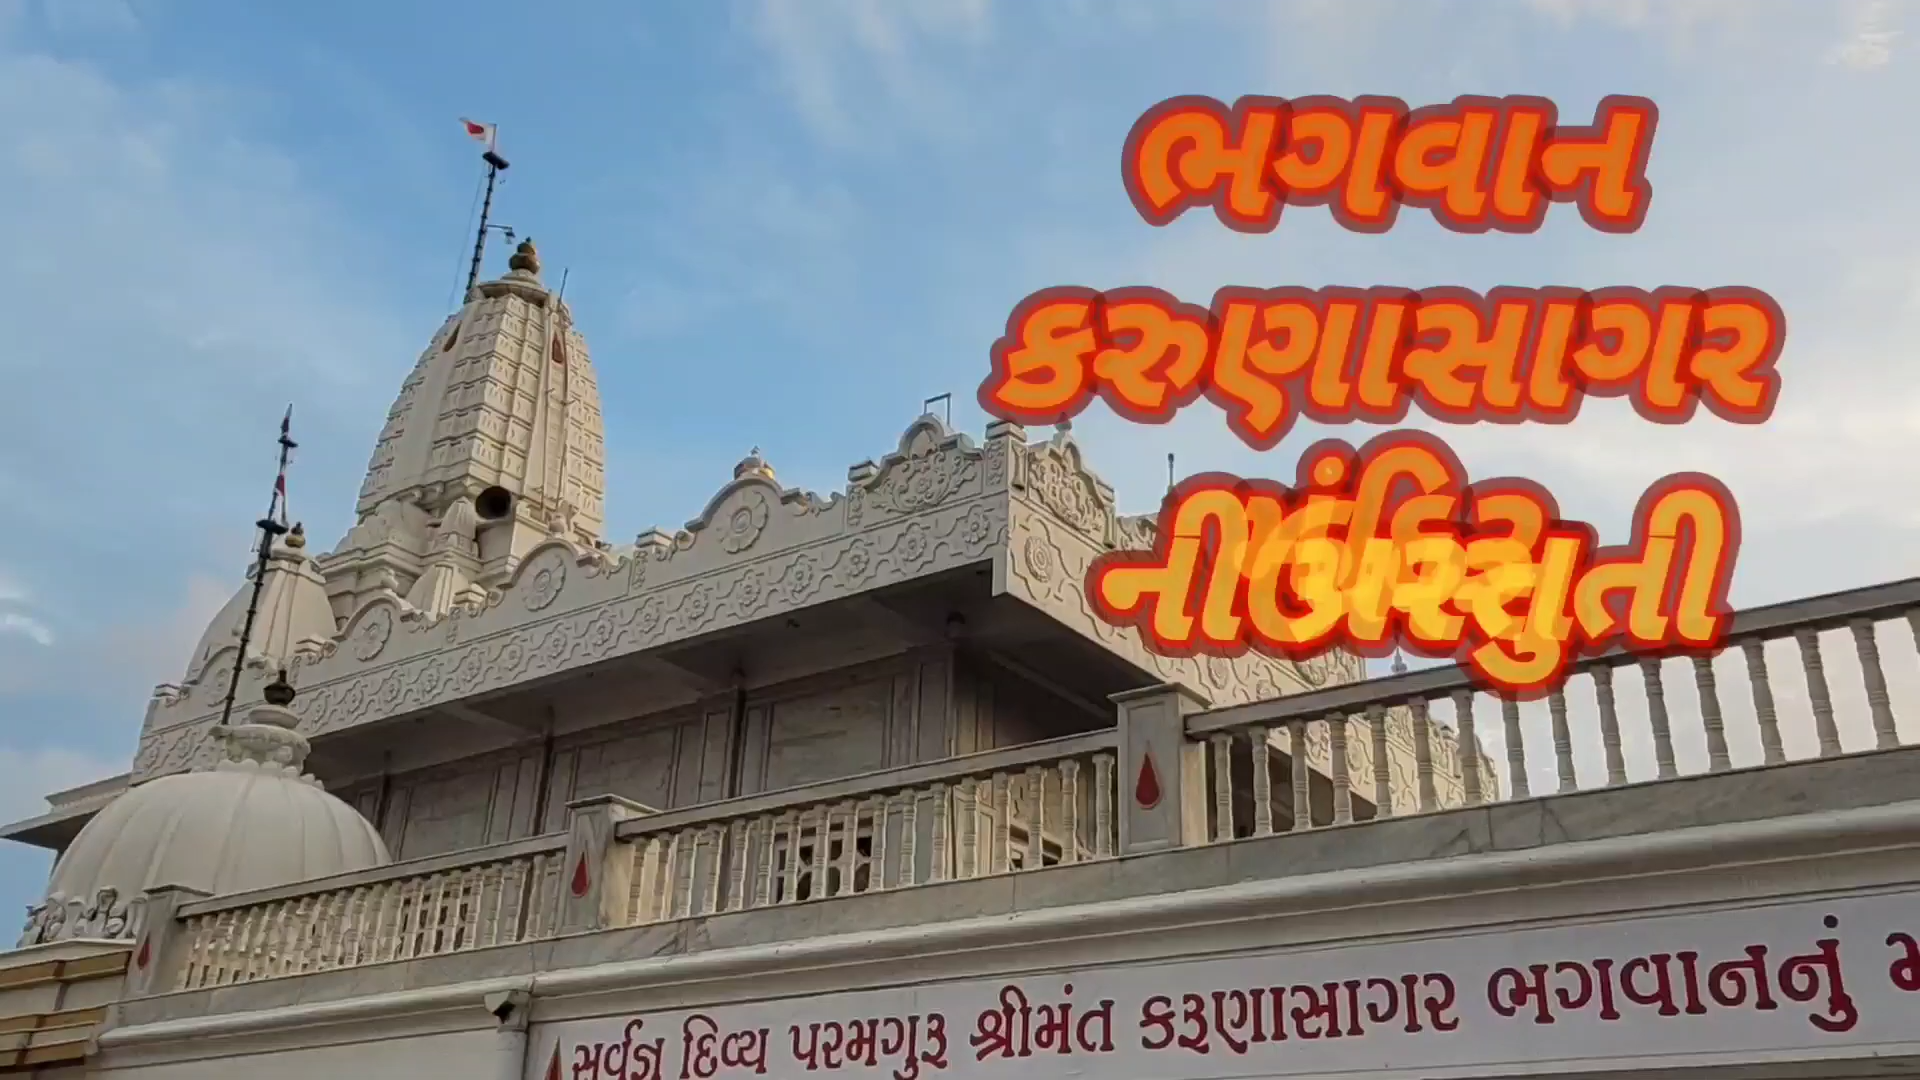 ભગવાન
કરુણાસાગર
સર્વજ્ઞ દિવ્ય પરમગુરૂ શ્રીમંત કરૂણાસાગર ભગવાનનું